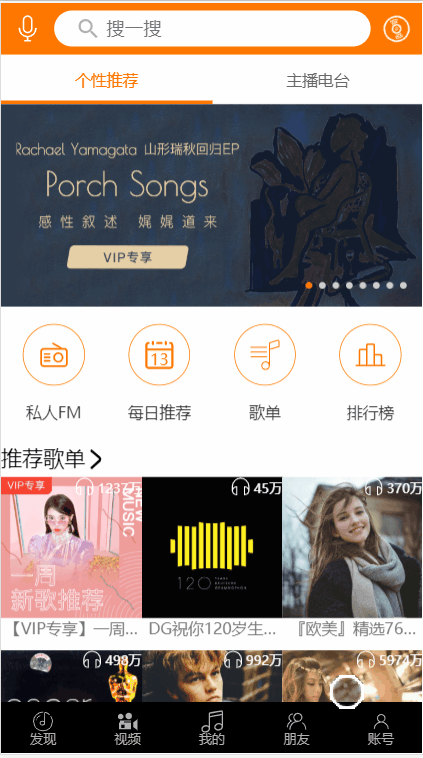 搜一搜
个性推荐
主播电台
Rachael Yamagata 山形瑞秋回归EP
Porch Songs
感性叙述 娓娓道来
VIP专享
13
私人FM
每日推荐
歌单
排行榜
推荐歌单
VIP专享
1237万
NEW
MUSIC
一周
新歌推荐
45万
120
370万
【VIP专享】一周...
DG祝你120岁生...
『欧美』精选76...
498万
992万
5974万
发现
视频
我的
朋友
账号